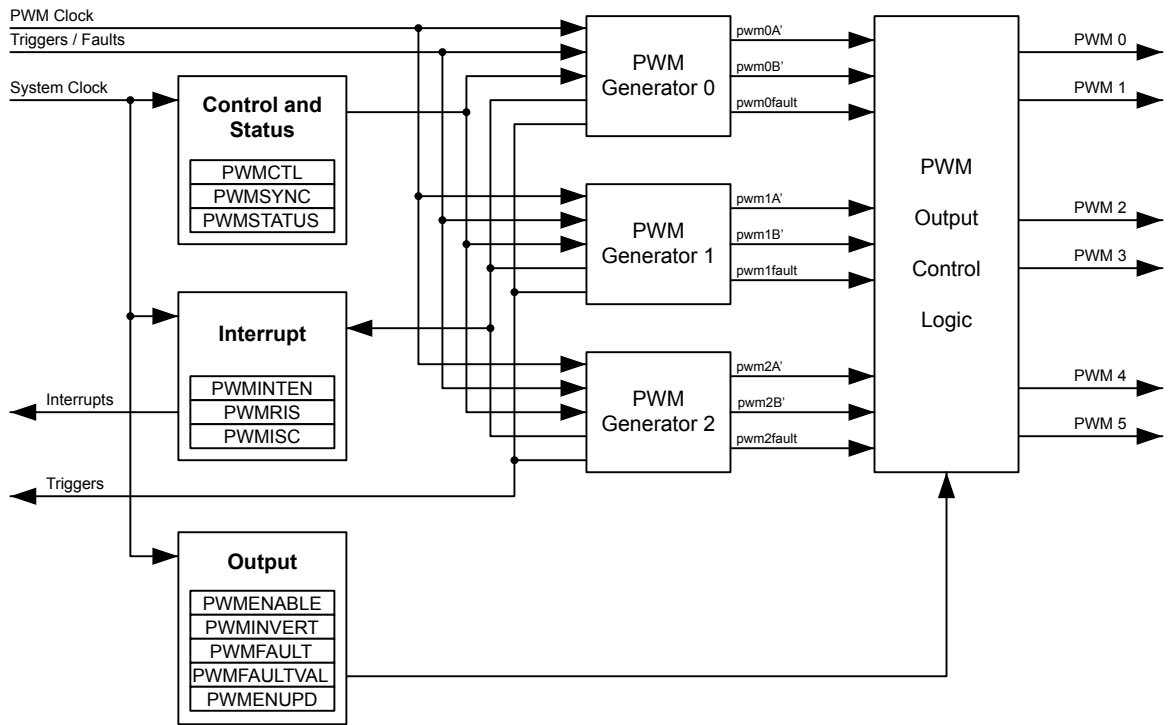 PWM Clock
Triggers / Faults
System Clock
Control and
Status
PWMCTL
PWMSYNC
PWMSTATUS
Interrupt
PWMINTEN
PWMRIS
PWMISC
Interrupts
Triggers
Output
PWMENABLE
PWMINVERT
PWMFAULT
PWMFAULTVAL
PWMENUPD
PWM
Generator 0
pwm0A'
pwm0B'
pwm0fault
PWM
Generator 1
pwm1A'
pwm1B'
pwm1fault
PWM
Generator 2
pwm2A'
pwm2B'
pwm2fault
PWM
Output
Control
Logic
PWM 0
PWM 1
PWM 2
PWM 3
PWM 4
PWM 5